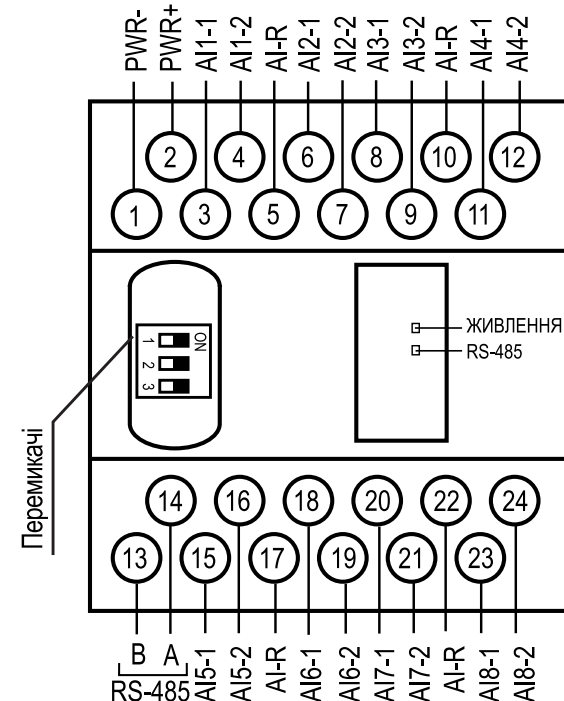 PWR-
PWR+
AI1-1
AI1-2
AI-R
AI2-1
AI2-2
AI3-1
AI3-2
AI-R
AI4-1
AI4-2
2
4
6
8
10
12
1
3
5
7
9
11
ON
1
2
3
ЖИВЛЕННЯ
RS-485
Перемикачі
14
16
18
20
22
24
13
15
17
19
21
23
B A
RS-485
AI5-1
AI5-2
AI-R
AI6-1
AI6-2
AI7-1
AI7-2
AI-R
AI8-1
AI8-2